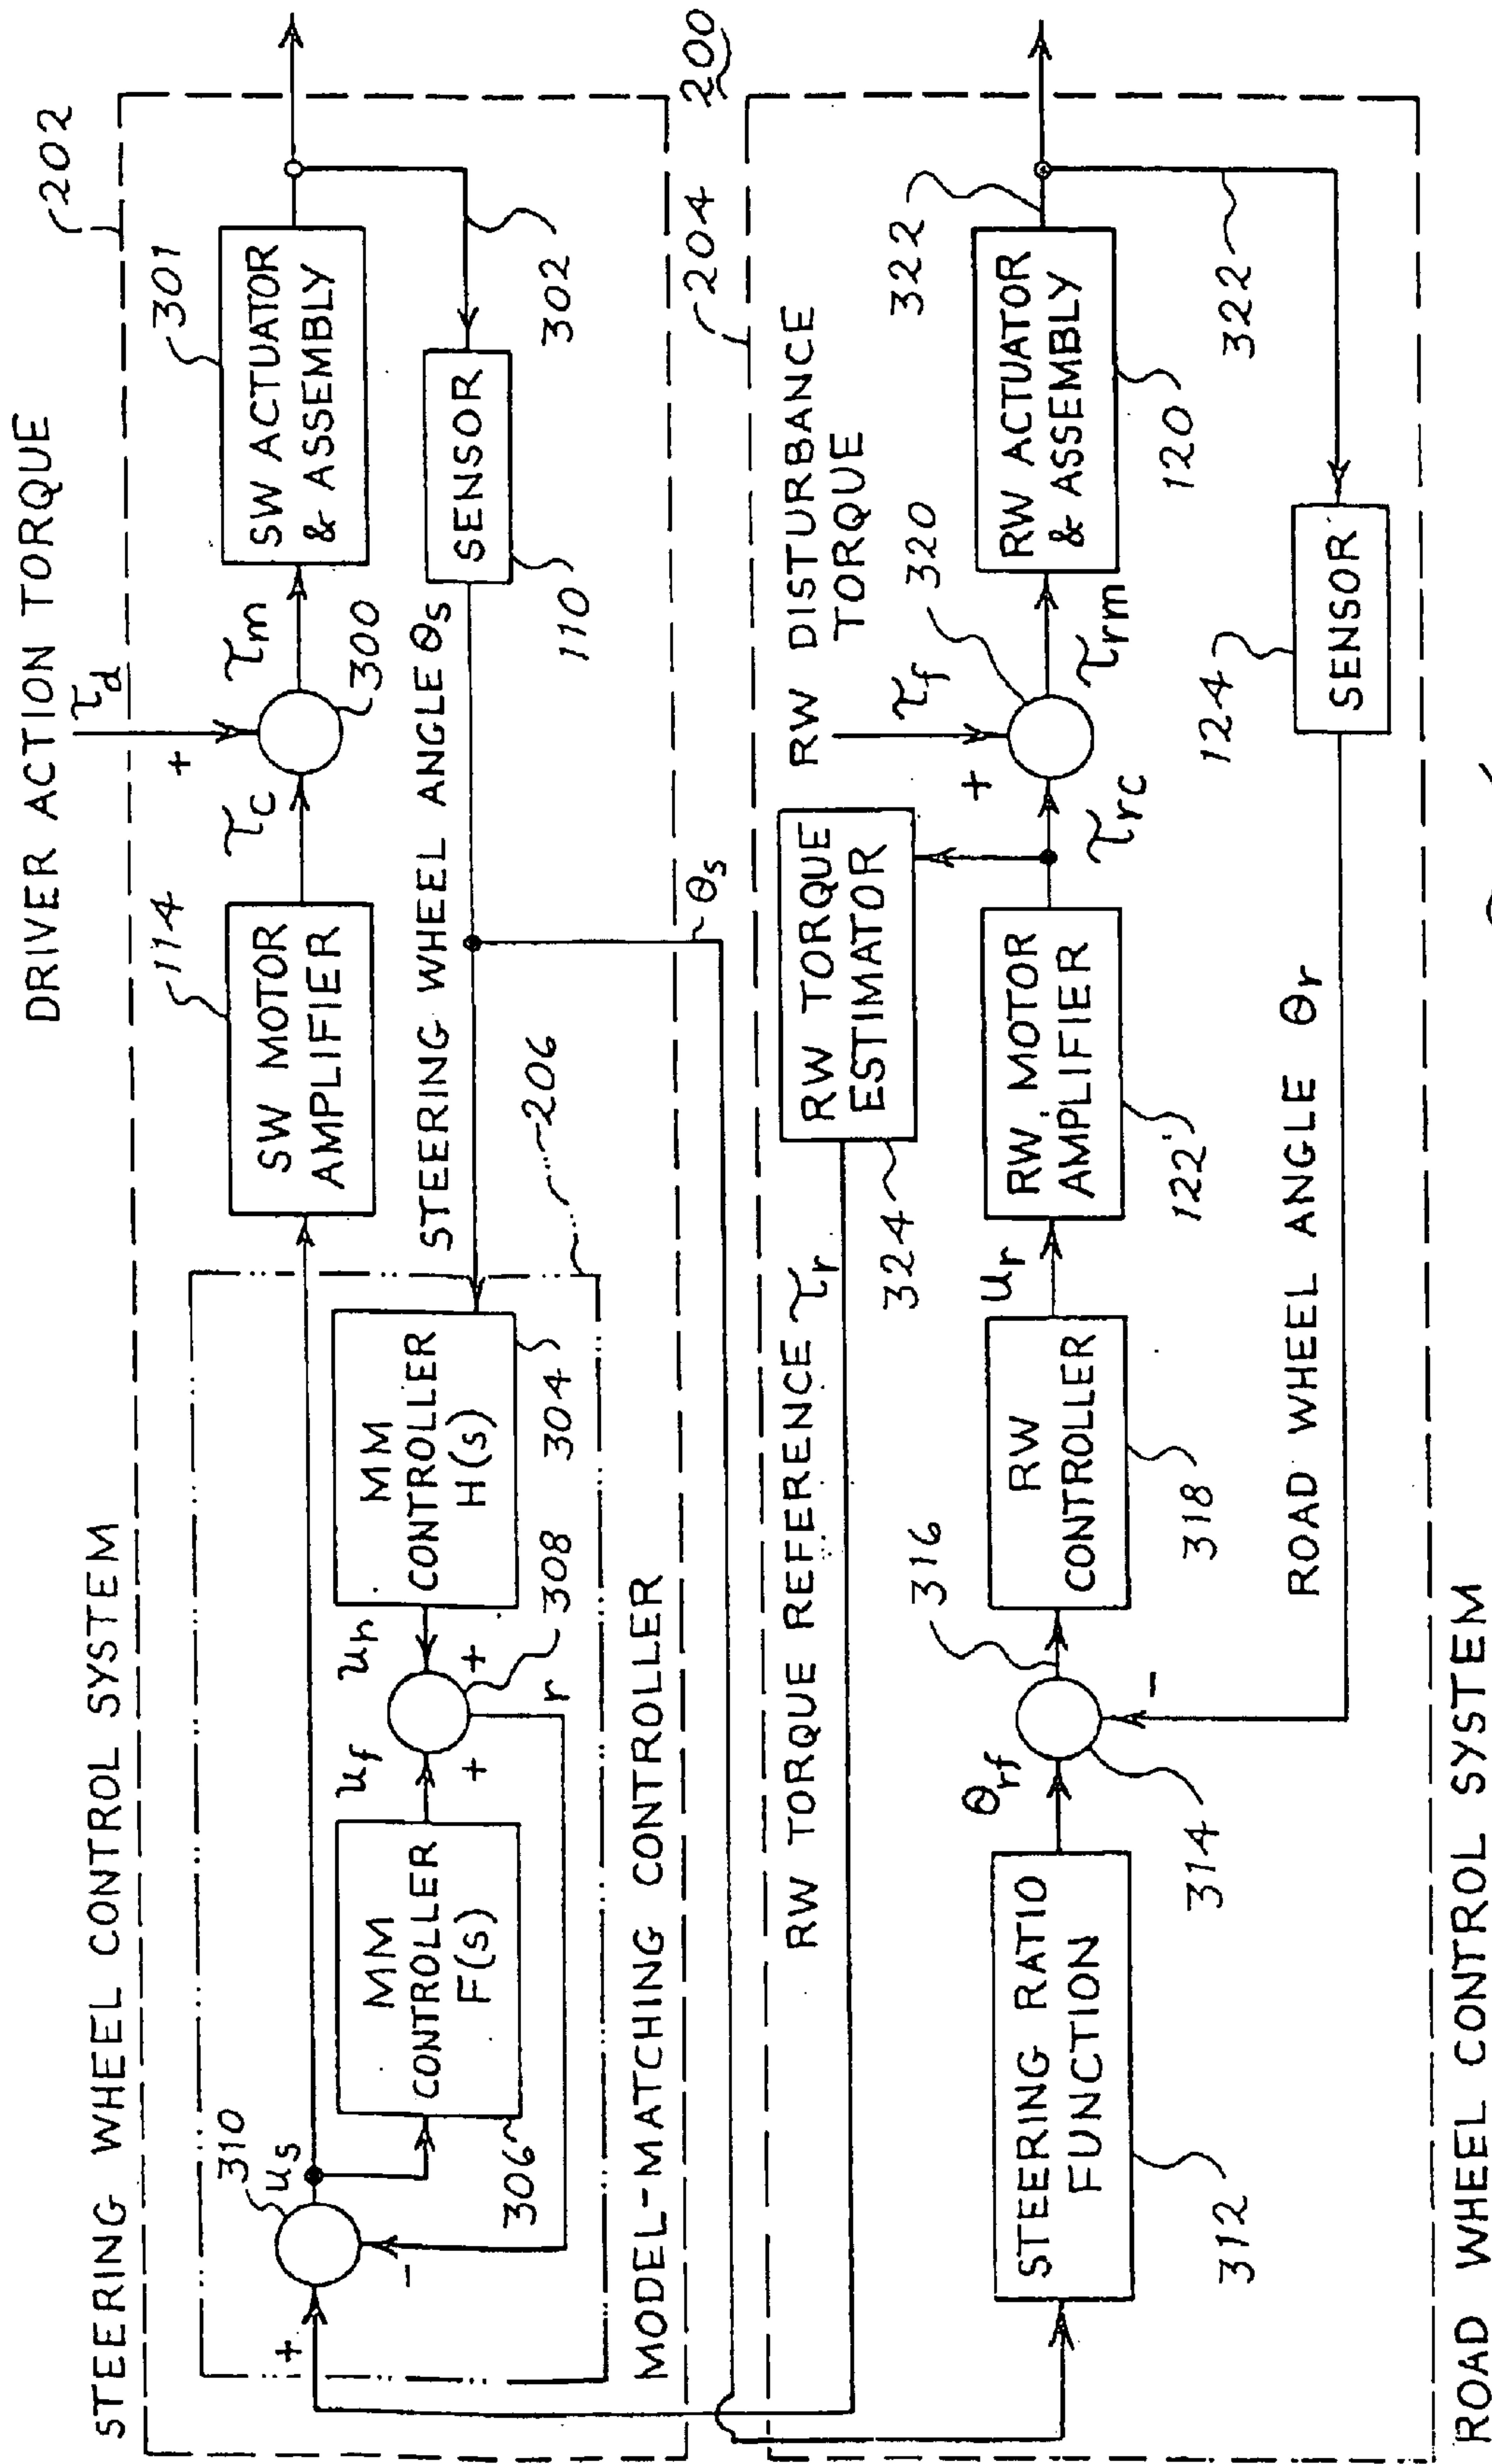 DRIVER ACTION TORQUE
τd
+
202
STEERING WHEEL CONTROL SYSTEM
310
us
+
-
MM
CONTROLLER
F(s)
306
uf
+
uh
+
308
r
MM
CONTROLLER
H(s)
304
206
MODEL-MATCHING CONTROLLER
114
SW MOTOR
AMPLIFIER
τc
τm
300
301
SW ACTUATOR
& ASSEMBLY
302
SENSOR
110
STEERING WHEEL ANGLE θs
θs
200
204
RW TORQUE REFERENCE τr
324
RW TORQUE
ESTIMATOR
RW DISTURBANCE
TORQUE
τf
+
320
STEERING RATIO
FUNCTION
312
θrf
314
-
316
RW
CONTROLLER
318
ur
RW MOTOR
AMPLIFIER
122
τrc
τrm
RW ACTUATOR
& ASSEMBLY
120
322
322
SENSOR
124
ROAD WHEEL ANGLE θr
ROAD WHEEL CONTROL SYSTEM